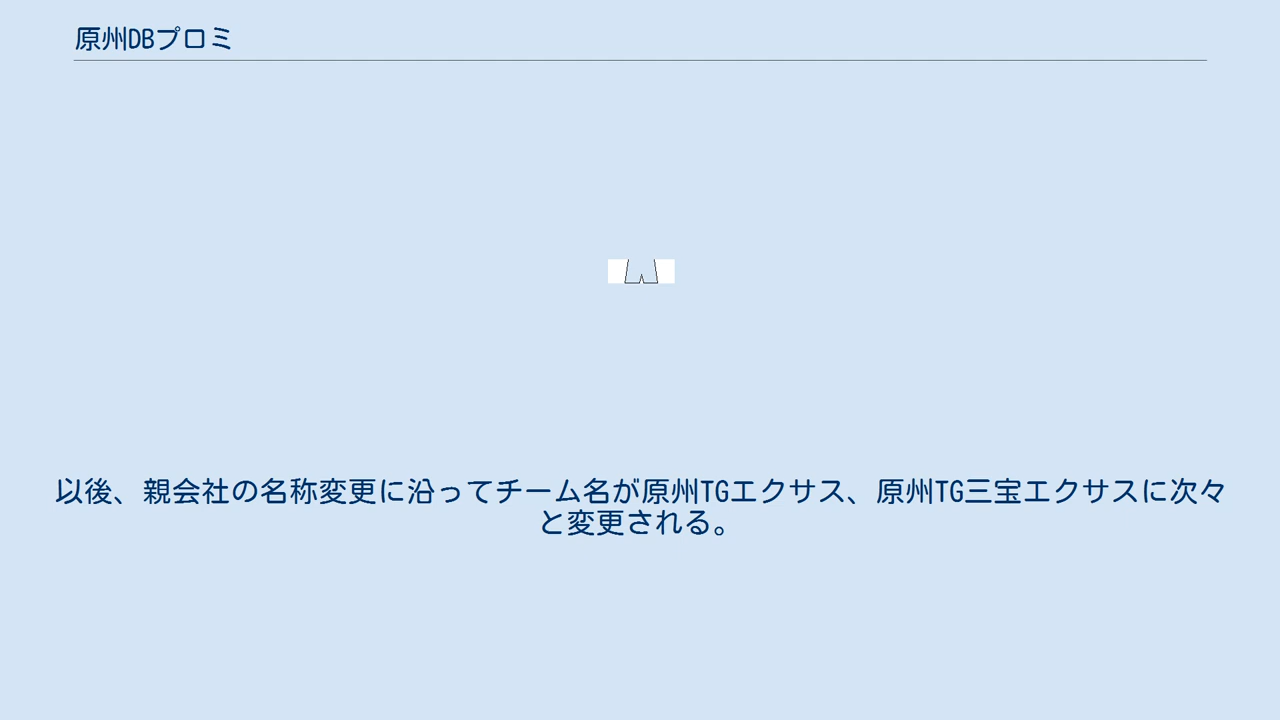 原州DBプロミ
以後、親会社の名称変更に沿ってチーム名が原州TGエクサス、原州TG三宝エクサスに次々
と変更される。